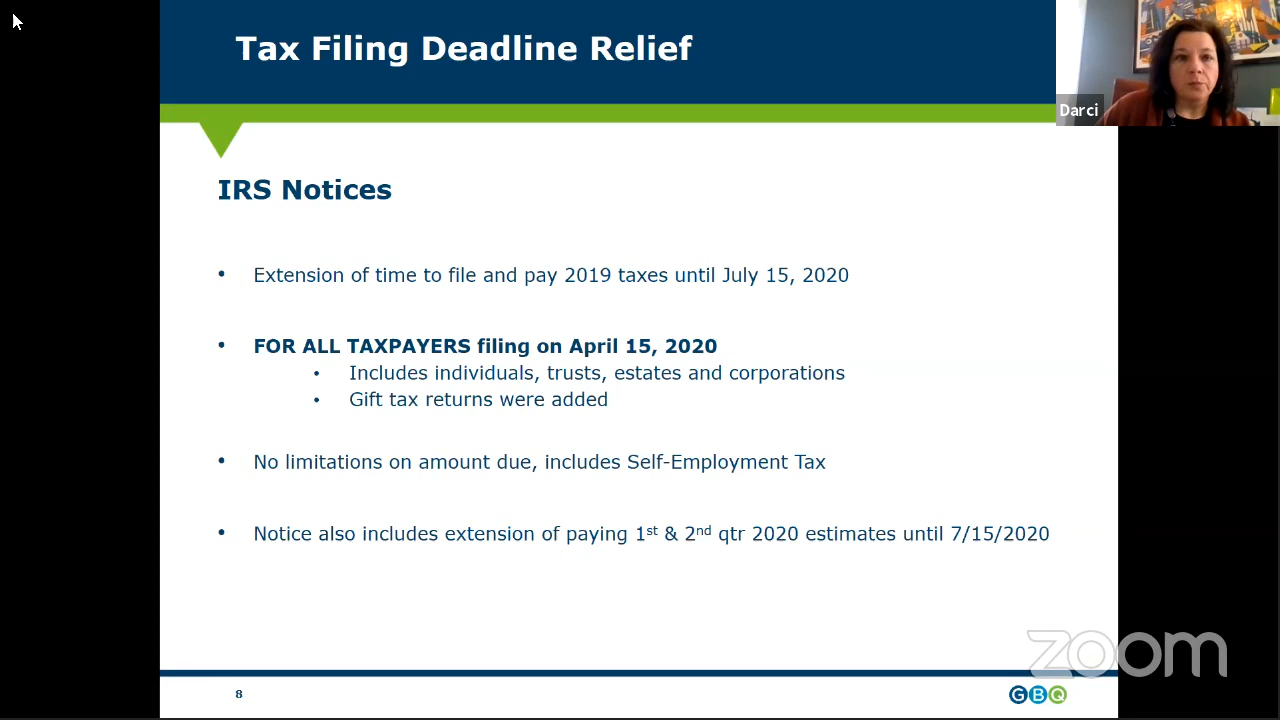 Tax Filing Deadline Relief
Darci
IRS Notices
• Extension of time to file and pay 2019 taxes until July 15, 2020
• FOR ALL TAXPAYERS filing on April 15, 2020
• Includes individuals, trusts, estates and corporations
• Gift tax returns were added
• No limitations on amount due, includes Self-Employment Tax
• Notice also includes extension of paying 1st & 2nd qtr 2020 estimates until 7/15/2020
zoom
8
GBQ